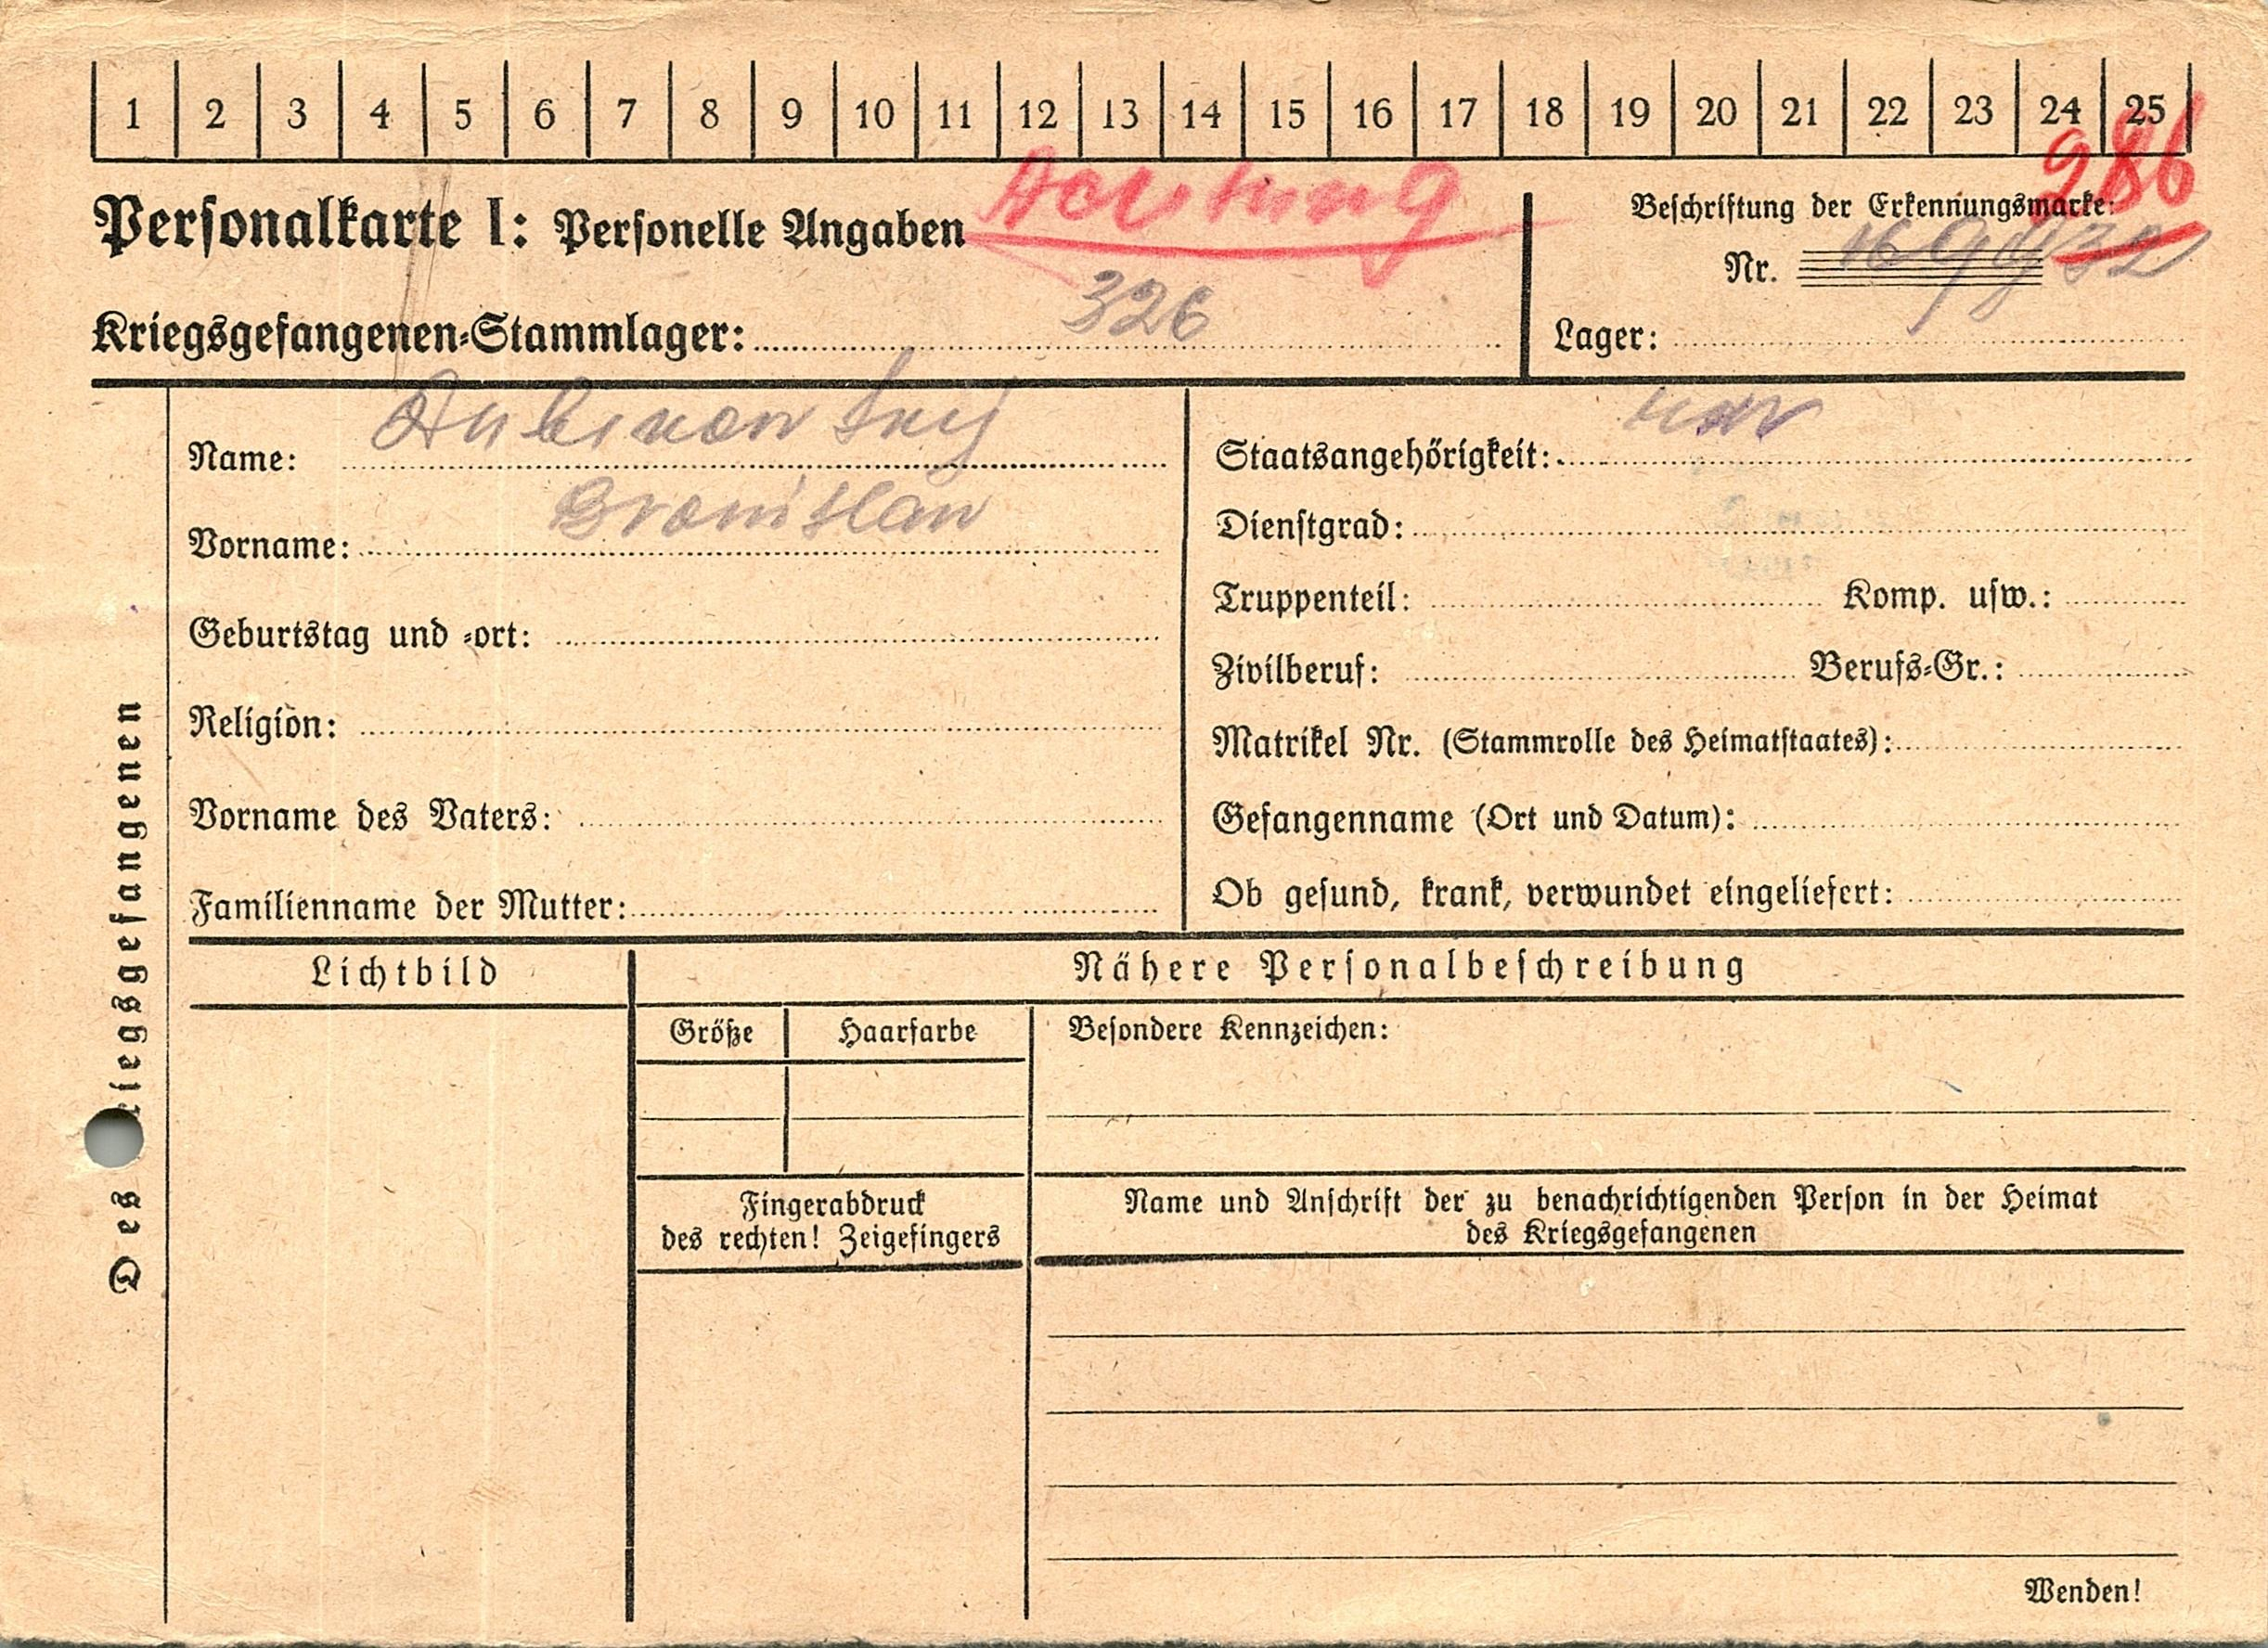 1 2 3 4 5 6 7 8 9 10 11 12 13 14 15 16 17 18 19 20 21 22 23 24 25
286
Personalkarte I: Personelle Angaben Achtung
Beschriftung der Erkennungsmarke:
Nr.
Kriegsgefangenen-Stammlager: 326
Lager:
Des Kriegsgefangenen
Name:
Vorname: Bronislaw
Geburtstag und -ort:
Religion:
Vorname des Vaters:
Familienname der Mutter:
Staatsangehörigkeit:
Dienstgrad:
Truppenteil: Komp. usw.:
Zivilberuf: Berufs-Gr.:
Matrikel Nr. (Stammrolle des Heimatstaates):
Gefangenname (Ort und Datum):
Ob gesund, krank, verwundet eingeliefert:
Lichtbild
Nähere Personalbeschreibung
Größe Haarfarbe
Besondere Kennzeichen:
Fingerabdruck
des rechten! Zeigefingers
Name und Anschrift der zu benachrichtigenden Person in der Heimat
des Kriegsgefangenen
Wenden!